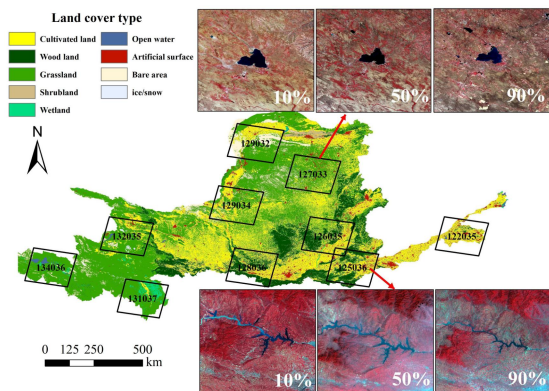 Land cover type
Cultivated land
Open water
Wood land
Artificial surface
Grassland
Bare area
Shrubland
ice/snow
Wetland
10%
50%
90%
N
129032
127033
129034
132035
126035
122035
134036
128036
125036
131037
0 125 250 500
km
10%
50%
90%